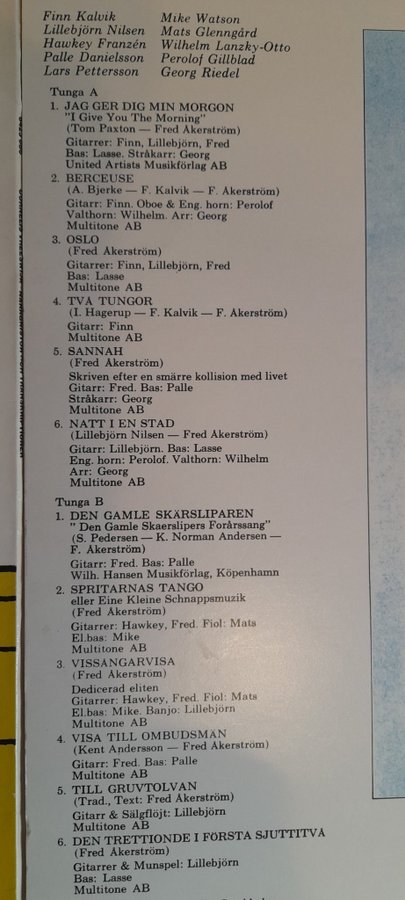 Finn Kalvik Mike Watson
Lillebjörn Nilsen Mats Glenngård
Hawkey Franzén Wilhelm Lanzky-Otto
Palle Danielsson Perolof Gillblad
Lars Pettersson Georg Riedel
Tunga A
1. JAG GER DIG MIN MORGON
"I Give You The Morning"
(Tom Paxton — Fred Åkerström)
Gitarrer: Finn, Lillebjörn, Fred
Bas: Lasse. Stråkarr: Georg
United Artists Musikförlag AB
2. BERCEUSE
(A. Bjerke — F. Kalvik — F. Åkerström)
Gitarr: Finn. Oboe & Eng. horn: Perolof
Valthorn: Wilhelm. Arr: Georg
Multitone AB
3. OSLO
(Fred Åkerström)
Gitarrer: Finn, Lillebjörn, Fred
Bas: Lasse
Multitone AB
4. TVÅ TUNGOR
(I. Hagerup — F. Kalvik — F. Åkerström)
Gitarr: Finn
Multitone AB
5. SANNAH
(Fred Åkerström)
Skriven efter en smärre kollision med livet
Gitarr: Fred. Bas: Palle
Stråkarr: Georg
Multitone AB
6. NATT I EN STAD
(Lillebjörn Nilsen — Fred Åkerström)
Gitarr: Lillebjörn. Bas: Lasse
Eng. horn: Perolof. Valthorn: Wilhelm
Arr: Georg
Multitone AB
Tunga B
1. DEN GAMLE SKÄRSLIPAREN
" Den Gamle Skaerslipers Forårssang"
(S. Pedersen — K. Norman Andersen —
F. Åkerström)
Gitarr: Fred. Bas: Palle
Wilh. Hansen Musikförlag, Köpenhamn
2. SPRITARNAS TANGO
eller Eine Kleine Schnappsmuzik
(Fred Åkerström)
Gitarrer: Hawkey, Fred. Fiol: Mats
El.bas: Mike
Multitone AB
3. VISSÅNGARVISA
(Fred Åkerström)
Dedicerad eliten
Gitarrer: Hawkey, Fred. Fiol: Mats
El.bas: Mike. Banjo: Lillebjörn
Multitone AB
4. VISA TILL OMBUDSMAN
(Kent Andersson — Fred Åkerström)
Gitarr: Fred. Bas: Palle
Multitone AB
5. TILL GRUVTOLVAN
(Trad., Text: Fred Åkerström)
Gitarr & Sälgflöjt: Lillebjörn
Multitone AB
6. DEN TRETTIONDE I FÖRSTA SJUTTITVÅ
(Fred Åkerström)
Gitarrer & Munspel: Lillebjörn
Bas: Lasse
Multitone AB